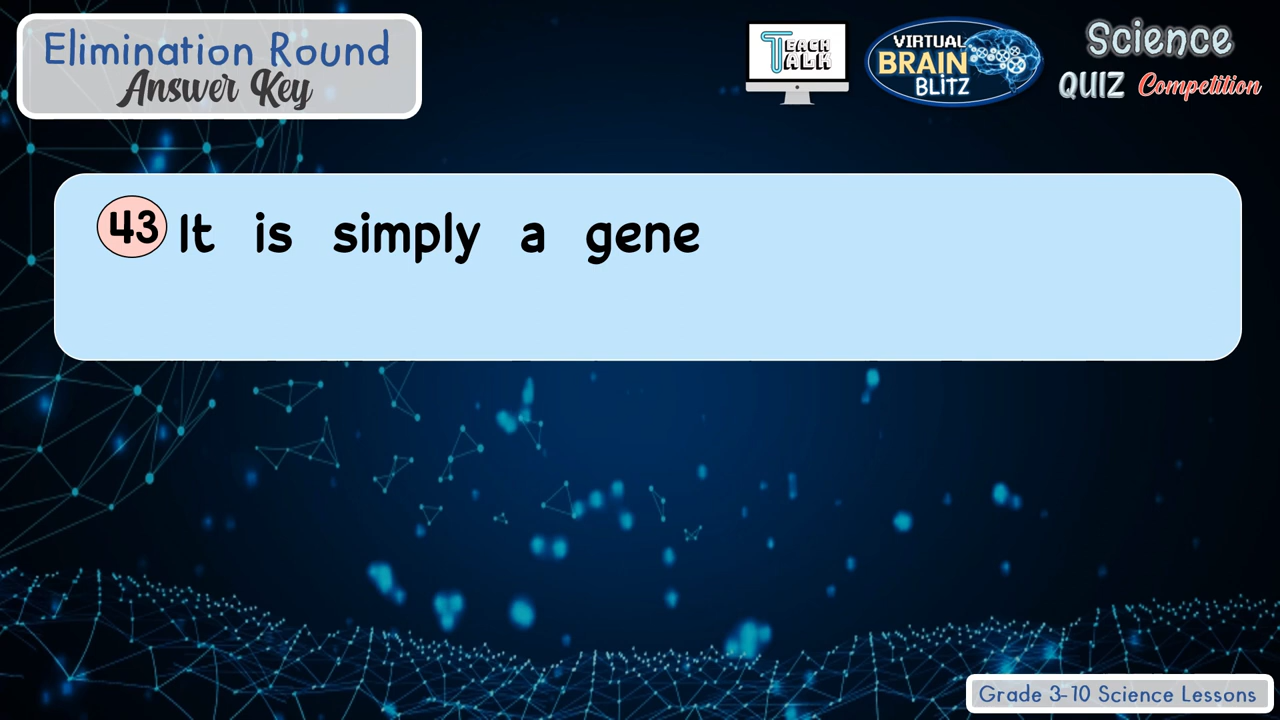 Elimination Round
Answer Key
TEACH
TALK
VIRTUAL
BRAIN
BLITZ
Science
QUIZ Competition
43 It is simply a gene
Grade 3-10 Science Lessons